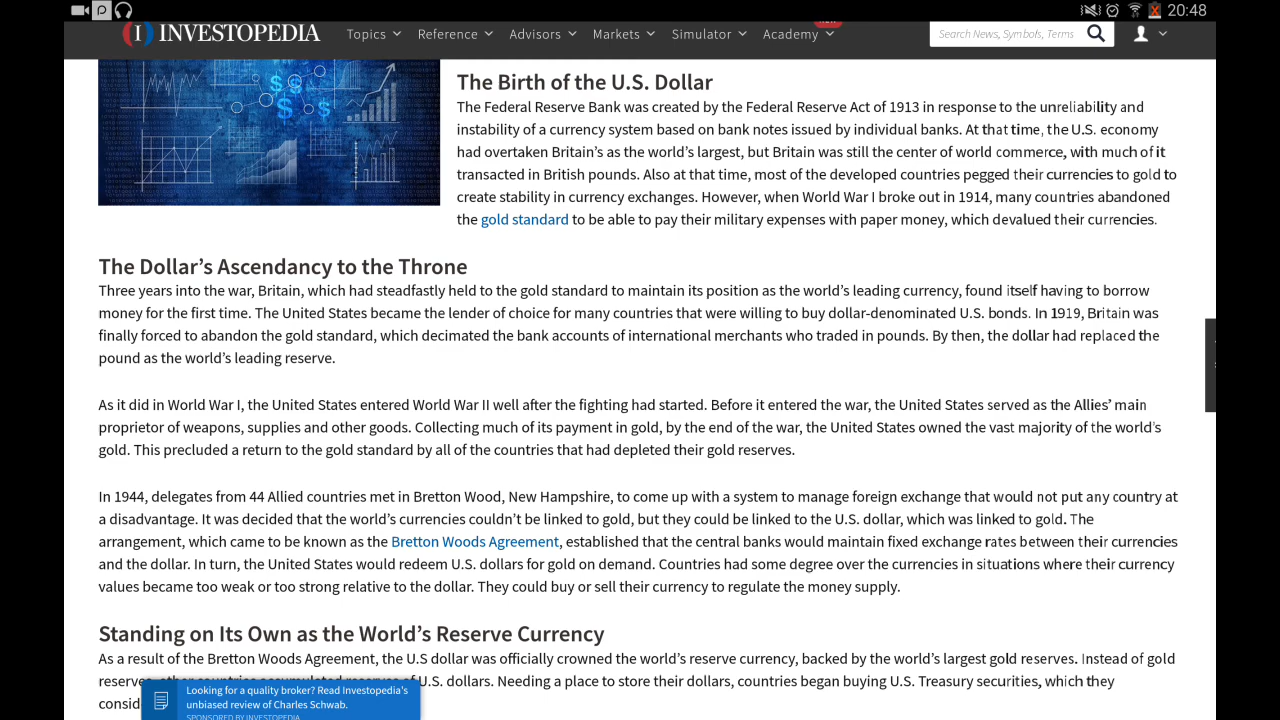 20:48
INVESTOPEDIA
Topics Reference Advisors Markets Simulator Academy
Search News, Symbols, Terms
The Birth of the U.S. Dollar
The Federal Reserve Bank was created by the Federal Reserve Act of 1913 in response to the unreliability and
instability of a currency system based on bank notes issued by individual banks. At that time, the U.S. economy
had overtaken Britain's as the world's largest, but Britain was still the center of world commerce, with much of it
transacted in British pounds. Also at that time, most of the developed countries pegged their currencies to gold to
create stability in currency exchanges. However, when World War I broke out in 1914, many countries abandoned
the gold standard to be able to pay their military expenses with paper money, which devalued their currencies.
The Dollar's Ascendancy to the Throne
Three years into the war, Britain, which had steadfastly held to the gold standard to maintain its position as the world's leading currency, found itself having to borrow
money for the first time. The United States became the lender of choice for many countries that were willing to buy dollar-denominated U.S. bonds. In 1919, Britain was
finally forced to abandon the gold standard, which decimated the bank accounts of international merchants who traded in pounds. By then, the dollar had replaced the
pound as the world's leading reserve.
As it did in World War I, the United States entered World War II well after the fighting had started. Before it entered the war, the United States served as the Allies' main
proprietor of weapons, supplies and other goods. Collecting much of its payment in gold, by the end of the war, the United States owned the vast majority of the world's
gold. This precluded a return to the gold standard by all of the countries that had depleted their gold reserves.
In 1944, delegates from 44 Allied countries met in Bretton Wood, New Hampshire, to come up with a system to manage foreign exchange that would not put any country at
a disadvantage. It was decided that the world's currencies couldn't be linked to gold, but they could be linked to the U.S. dollar, which was linked to gold. The
arrangement, which came to be known as the Bretton Woods Agreement, established that the central banks would maintain fixed exchange rates between their currencies
and the dollar. In turn, the United States would redeem U.S. dollars for gold on demand. Countries had some degree over the currencies in situations where their currency
values became too weak or too strong relative to the dollar. They could buy or sell their currency to regulate the money supply.
Standing on Its Own as the World's Reserve Currency
As a result of the Bretton Woods Agreement, the U.S dollar was officially crowned the world's reserve currency, backed by the world's largest gold reserves. Instead of gold
reserves, other countries accumulated reserves of U.S. dollars. Needing a place to store their dollars, countries began buying U.S. Treasury securities, which they
consid
Looking for a quality broker? Read Investopedia's
unbiased review of Charles Schwab.
SPONSORED BY INVESTOPEDIA